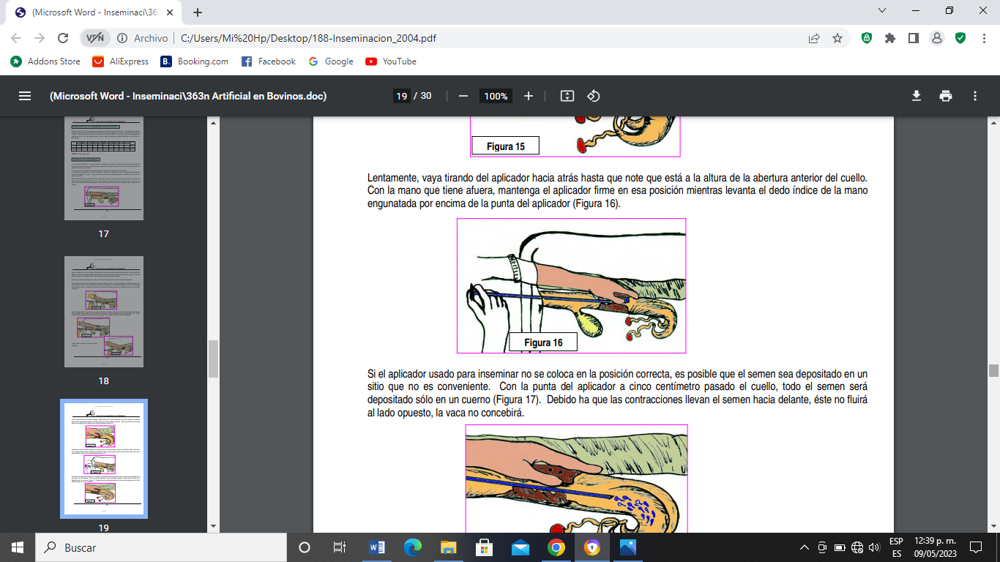 (Microsoft Word - Inseminaci\36
VPN
Archivo
C:/Users/Mi%20Hp/Desktop/188-Inseminacion_2004.pdf
Addons Store
AliExpress
B.
Booking.com
Facebook
Google
YouTube
(Microsoft Word - Inseminaci\363n Artificial en Bovinos.doc)
19 / 30
100%
17
18
19
Figura 15
Lentamente, vaya tirando del aplicador hacia atrás hasta que note que está a la altura de la abertura anterior del cuello.
Con la mano que tiene afuera, mantenga el aplicador firme en esa posición mientras levanta el dedo índice de la mano
engunatada por encima de la punta del aplicador (Figura 16).
Figura 16
Si el aplicador usado para inseminar no se coloca en la posición correcta, es posible que el semen sea depositado en un
sitio que no es conveniente. Con la punta del aplicador a cinco centímetro pasado el cuello, todo el semen será
depositado sólo en un cuerno (Figura 17). Debido ha que las contracciones llevan el semen hacia delante, éste no fluirá
al lado opuesto, la vaca no concebirá.
Buscar
ESP
ES
12:39 p. m.
09/05/2023